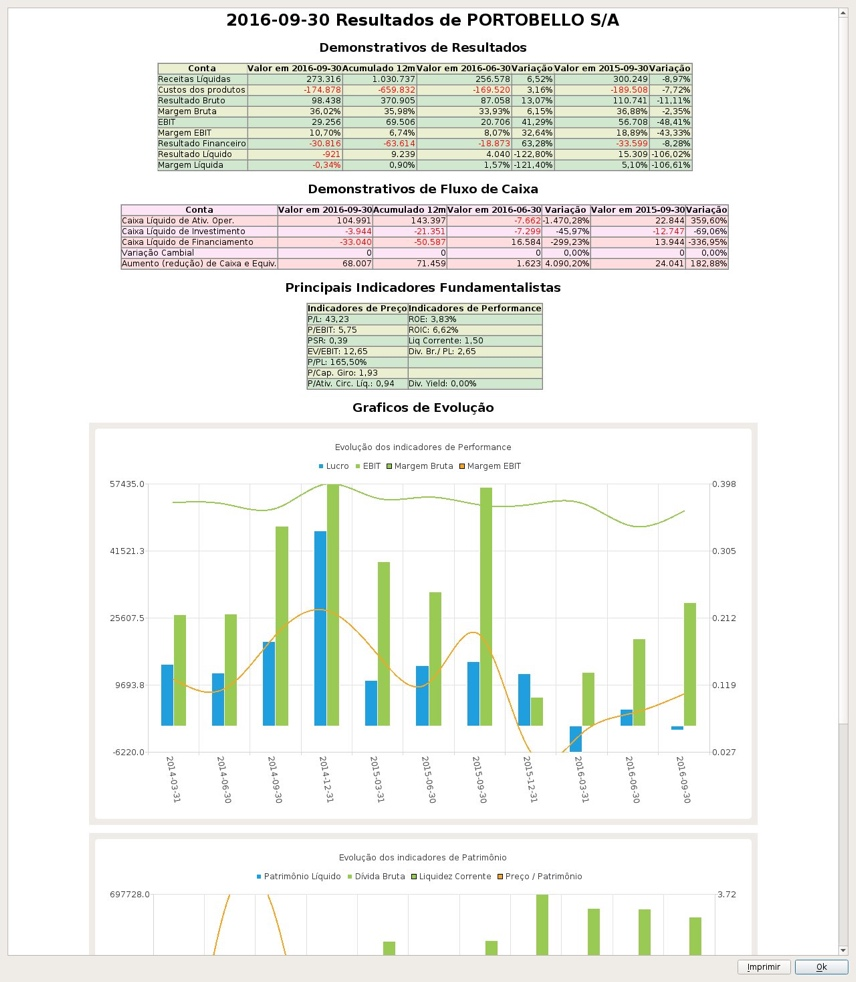 2016-09-30 Resultados de PORTOBELLO S/A
Demonstrativos de Resultados
Conta Valor em 2016-09-30 Acumulado 12m Valor em 2016-06-30 Variação Valor em 2015-09-30 Variação
Receitas Líquidas 273.316 1.030.737 256.578 6,52% 300.249 -8,97%
Custos dos produtos -174.878 -659.832 -169.520 3,16% -189.508 -7,72%
Resultado Bruto 98.438 370.905 87.058 13,07% 110.741 -11,11%
Margem Bruta 36,02% 35,98% 33,93% 6,15% 36,88% -2,35%
EBIT 29.256 69.506 20.706 41,29% 56.708 -48,41%
Margem EBIT 10,70% 6,74% 8,07% 32,64% 18,89% -43,33%
Resultado Financeiro -30.816 -63.614 -18.873 63,28% -33.599 -8,28%
Resultado Líquido -921 9.239 4.040 -122,80% 15.309 -106,02%
Margem Líquida -0,34% 0,90% 1,57% -121,40% 5,10% -106,61%
Demonstrativos de Fluxo de Caixa
Conta Valor em 2016-09-30 Acumulado 12m Valor em 2016-06-30 Variação Valor em 2015-09-30 Variação
Caixa Líquido de Ativ. Oper. 104.991 143.397 -7.662 -1.470,28% 22.844 359,60%
Caixa Líquido de Investimento -3.944 -21.351 -7.299 -45,97% -12.747 -69,06%
Caixa Líquido de Financiamento -33.040 -50.587 16.584 -299,23% 13.944 -336,95%
Variação Cambial 0 0 0 0,00% 0 0,00%
Aumento (redução) de Caixa e Equiv. 68.007 71.459 1.623 4.090,20% 24.041 182,88%
Principais Indicadores Fundamentalistas
Indicadores de Preço Indicadores de Performance
P/L: 43,23 ROE: 3,83%
P/EBIT: 5,75 ROIC: 6,62%
PSR: 0,39 Liq Corrente: 1,50
EV/EBIT: 12,65 Div. Br./ PL: 2,65
P/PL: 165,50%
P/Cap. Giro: 1,93
P/Ativ. Circ. Líq.: 0,94 Div. Yield: 0,00%
Graficos de Evolução
Evolução dos indicadores de Performance
Lucro EBIT Margem Bruta Margem EBIT
57435.0 0.398
41521.3 0.305
25607.5 0.212
9693.8 0.119
-6220.0 0.027
2014-03-31 2014-06-30 2014-09-30 2014-12-31 2015-03-31 2015-06-30 2015-09-30 2015-12-31 2016-03-31 2016-06-30 2016-09-30
Evolução dos indicadores de Patrimônio
Patrimônio Líquido Dívida Bruta Liquidez Corrente Preço / Patrimônio
697728.0 3.72
Imprimir Ok